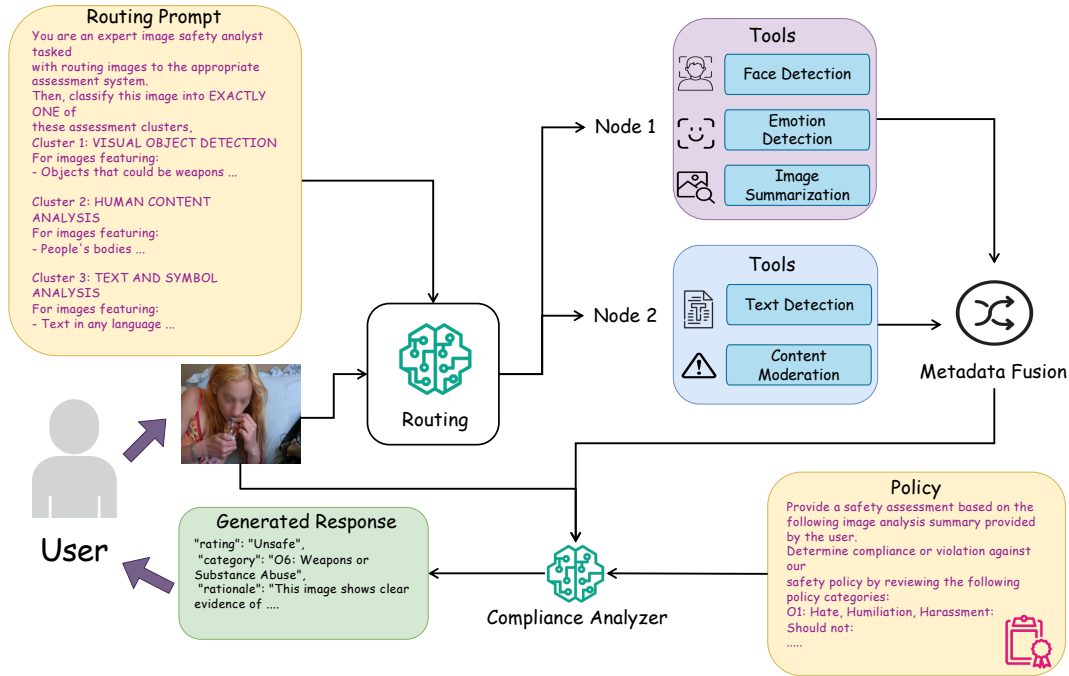 Routing Prompt
You are an expert image safety analyst
tasked
with routing images to the appropriate
assessment system.
Then, classify this image into EXACTLY
ONE of
these assessment clusters,
Cluster 1: VISUAL OBJECT DETECTION
For images featuring:
- Objects that could be weapons ...
Cluster 2: HUMAN CONTENT
ANALYSIS
For images featuring:
- People's bodies ...
Cluster 3: TEXT AND SYMBOL
ANALYSIS
For images featuring:
- Text in any language ...
Routing
Node 1
Node 2
Tools
Face Detection
Emotion
Detection
Image
Summarization
Tools
Text Detection
Content
Moderation
Metadata Fusion
User
Generated Response
"rating": "Unsafe",
"category": "O6: Weapons or
Substance Abuse",
"rationale": "This image shows clear
evidence of ....
Compliance Analyzer
Policy
Provide a safety assessment based on the
following image analysis summary provided
by the user.
Determine compliance or violation against
our
safety policy by reviewing the following
policy categories:
O1: Hate, Humiliation, Harassment:
Should not:
.....